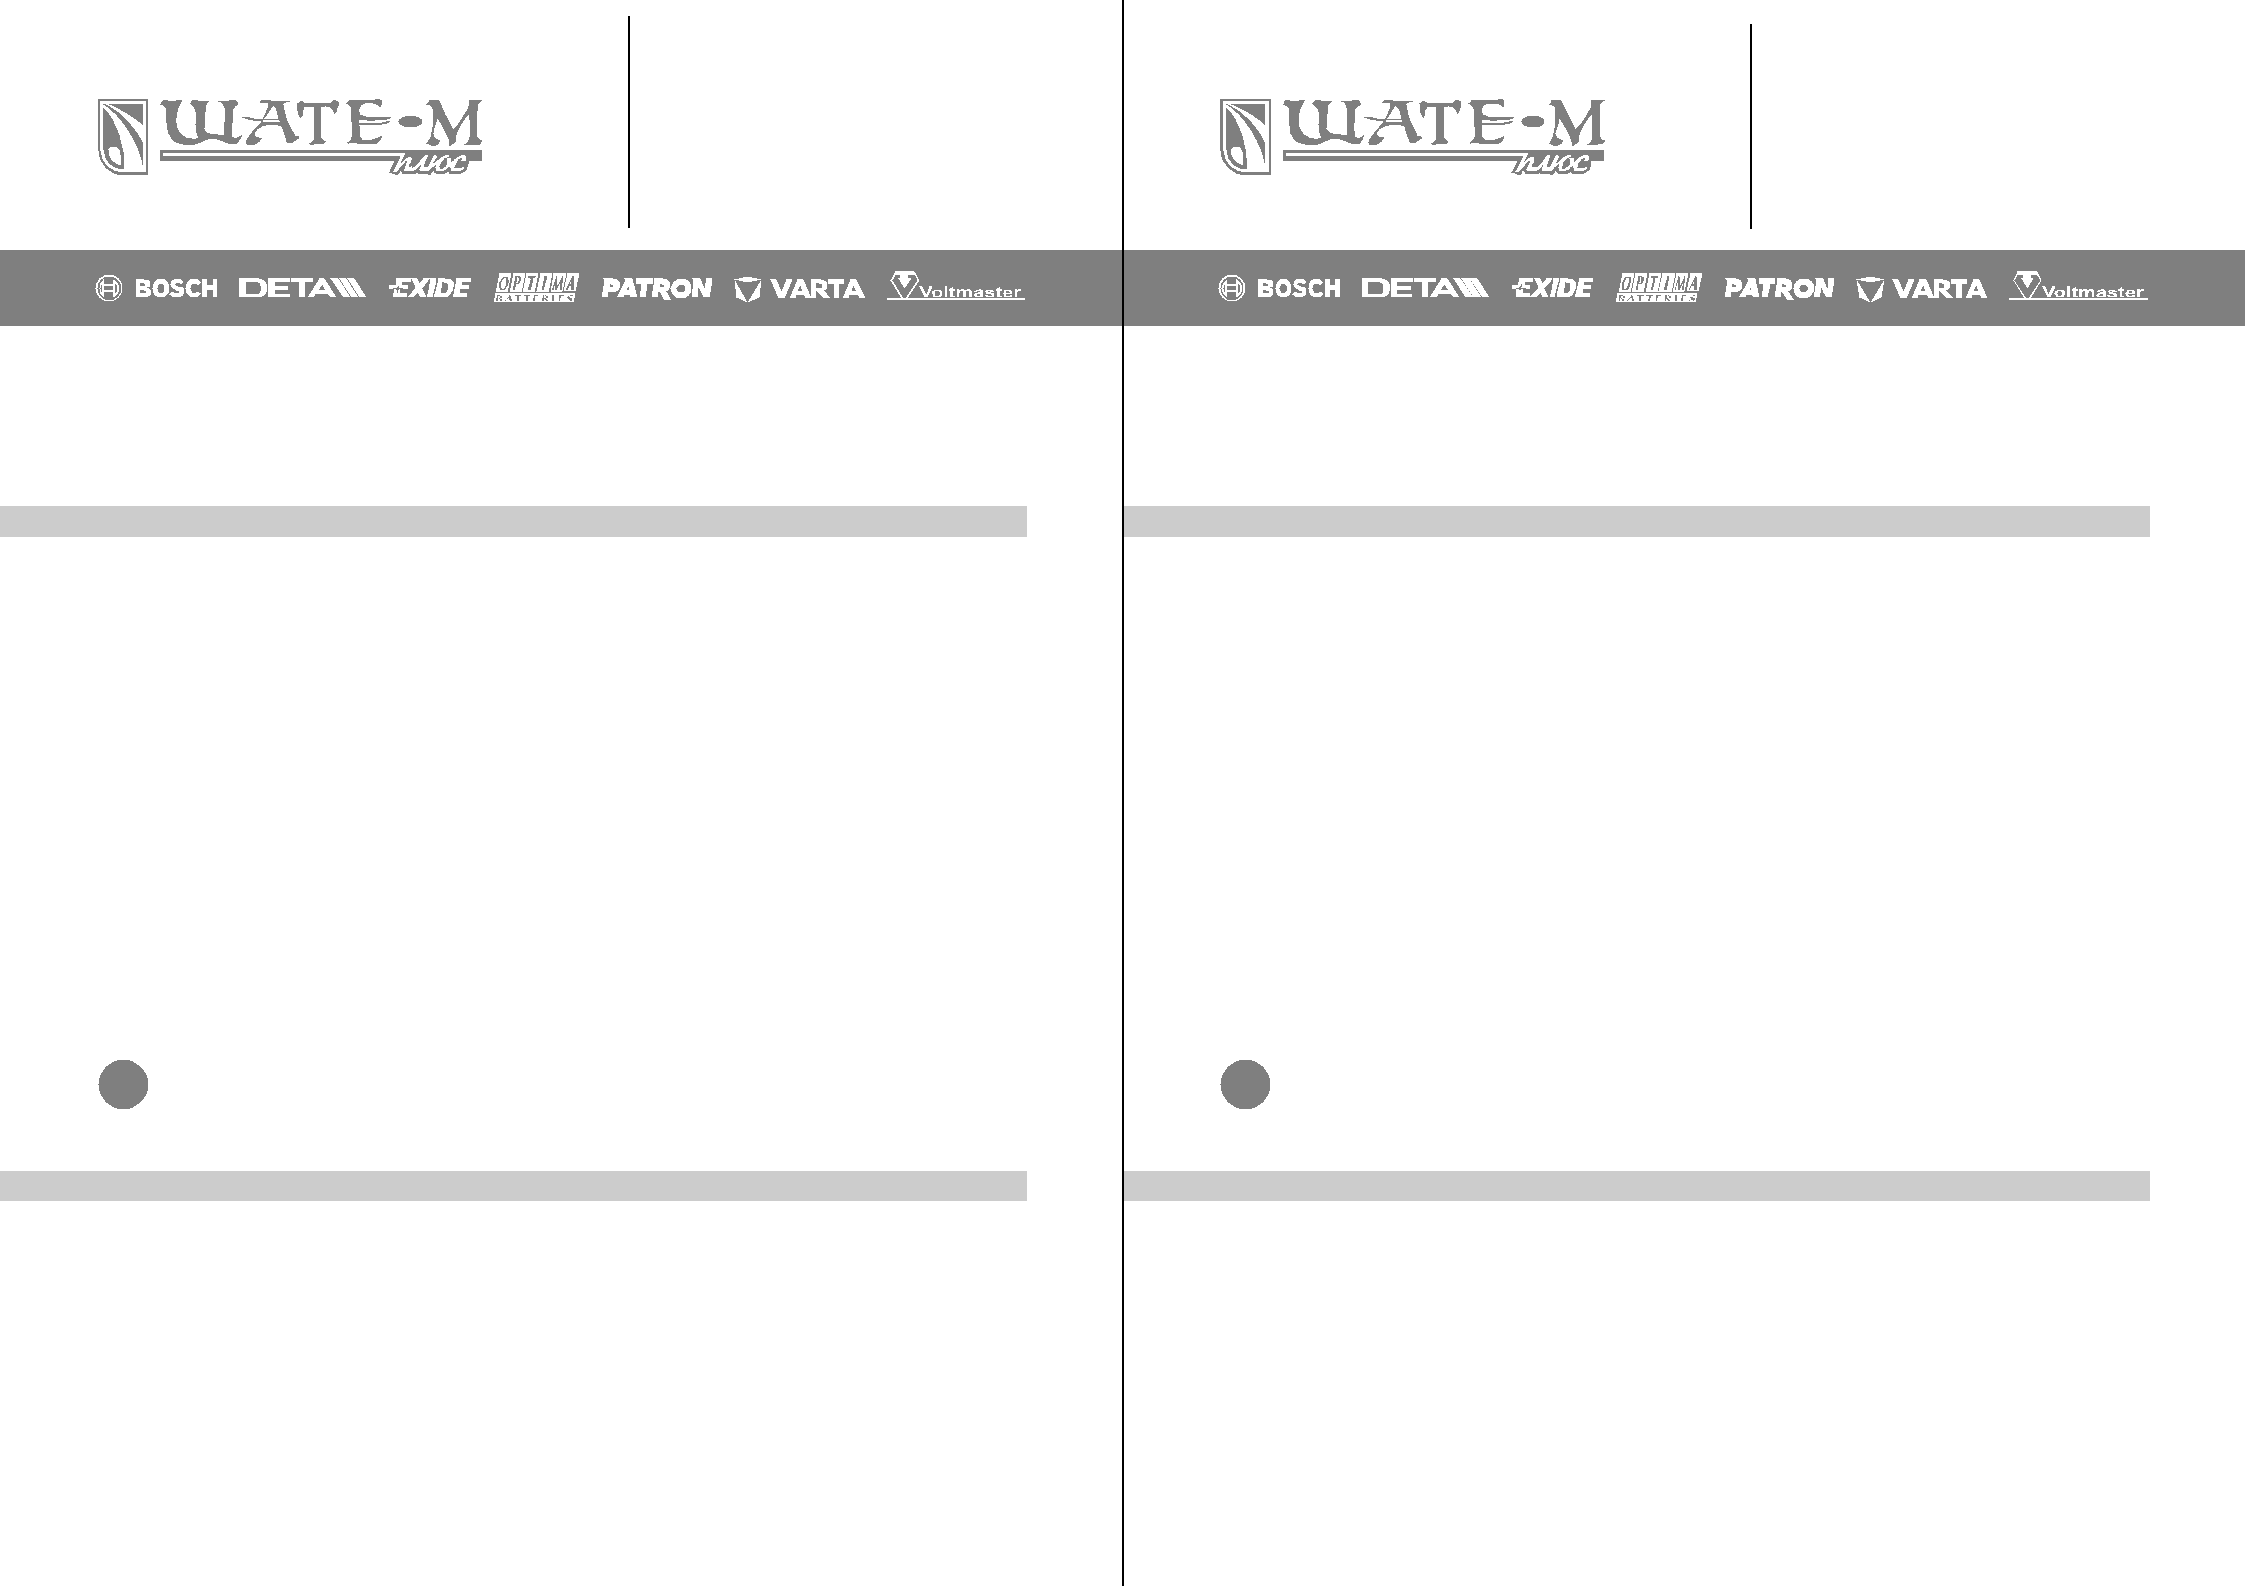 ШАТЕ-М
плюс
BOSCH DETA EXIDE OPTIMA BATTERIES PATRON VARTA Voltmaster
ШАТЕ-М
плюс
BOSCH DETA EXIDE OPTIMA BATTERIES PATRON VARTA Voltmaster